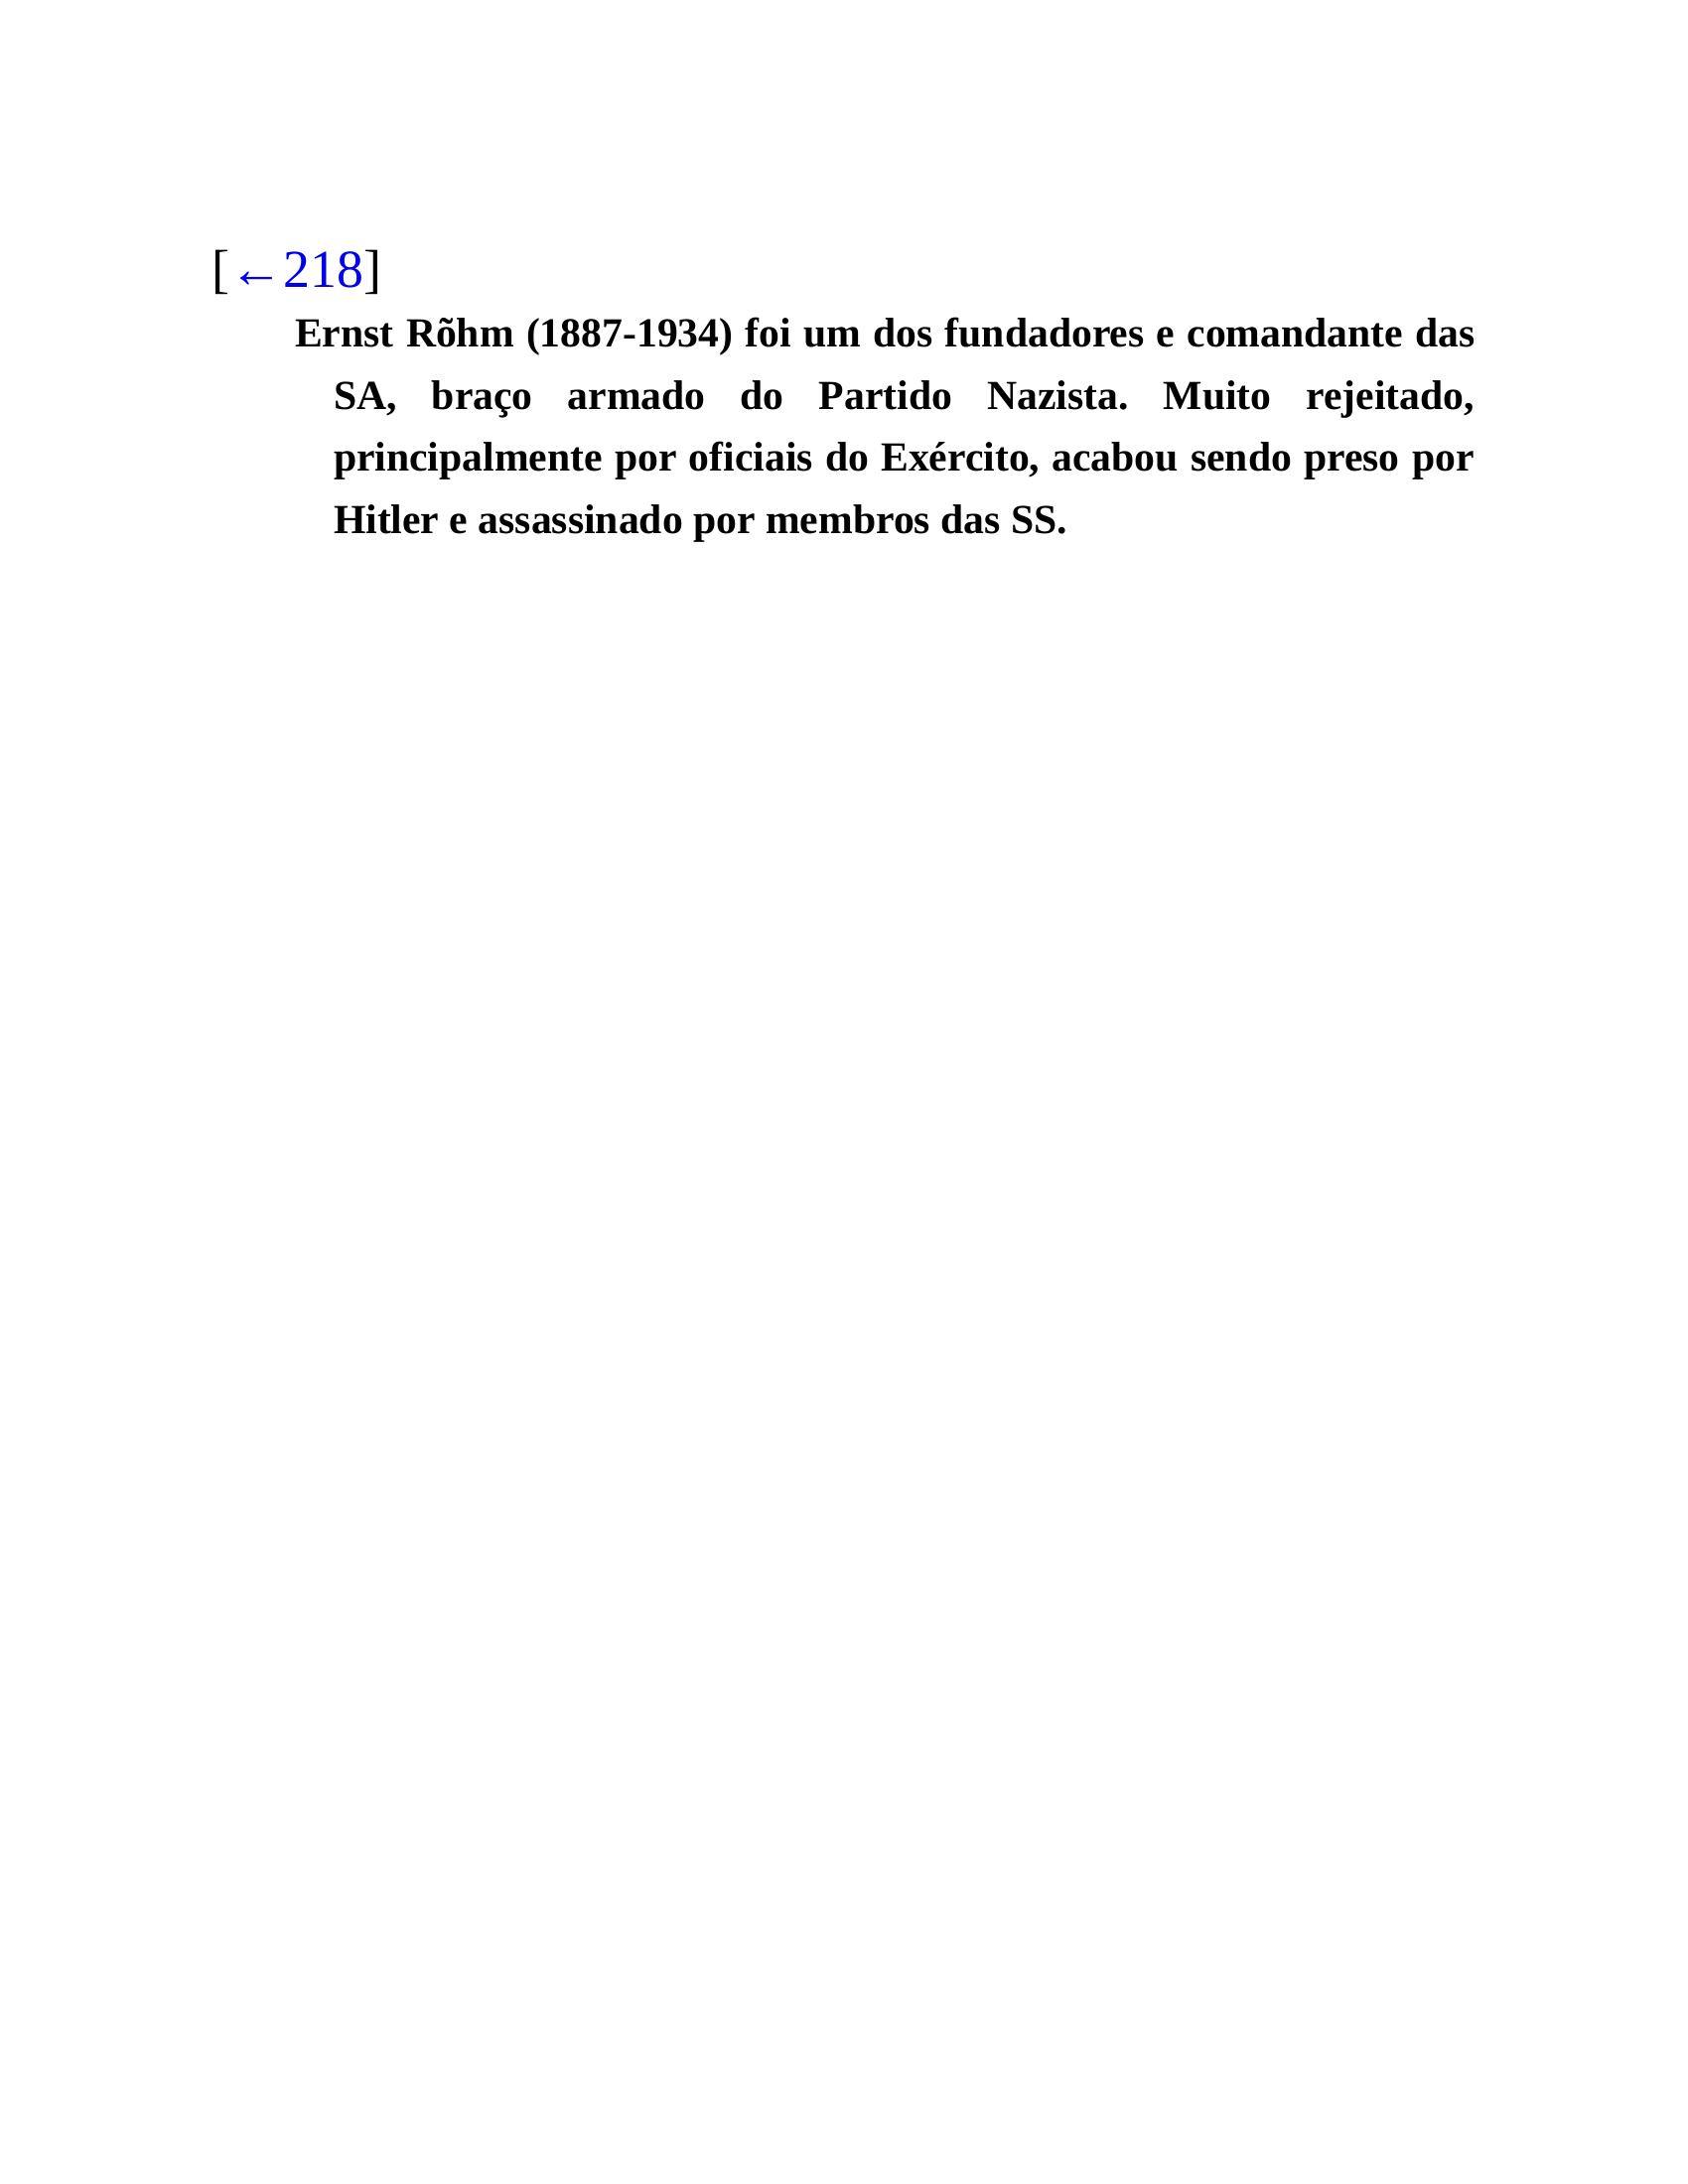 [←218]
Ernst Rõhm (1887-1934) foi um dos fundadores e comandante das
SA, braço armado do Partido Nazista. Muito rejeitado,
principalmente por oficiais do Exército, acabou sendo preso por
Hitler e assassinado por membros das SS.